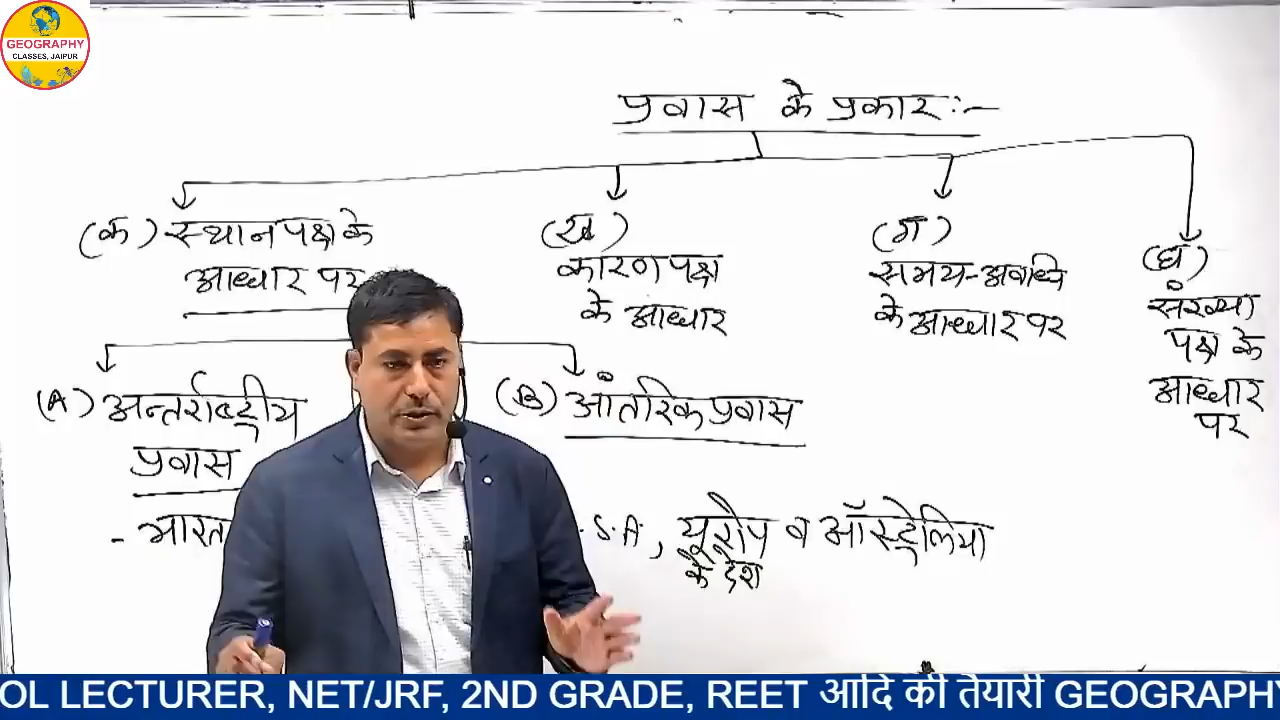 GEOGRAPHY
CLASSES, JAIPUR
प्रवास के प्रकार :-
(क) स्थान पक्ष के
आधार पर
(ख)
कारण पक्ष
के आधार
(ग)
समय-अवधि
के आधार पर
(घ)
संख्या
पक्ष के
आधार
पर
(A) अन्तर्राष्ट्रीय
प्रवास
(B) आंतरिक प्रवास
- भारत
S.A, यूरोप व ऑस्ट्रेलिया
के देश
OL LECTURER, NET/JRF, 2ND GRADE, REET आदि की तैयारी GEOGRAPHY